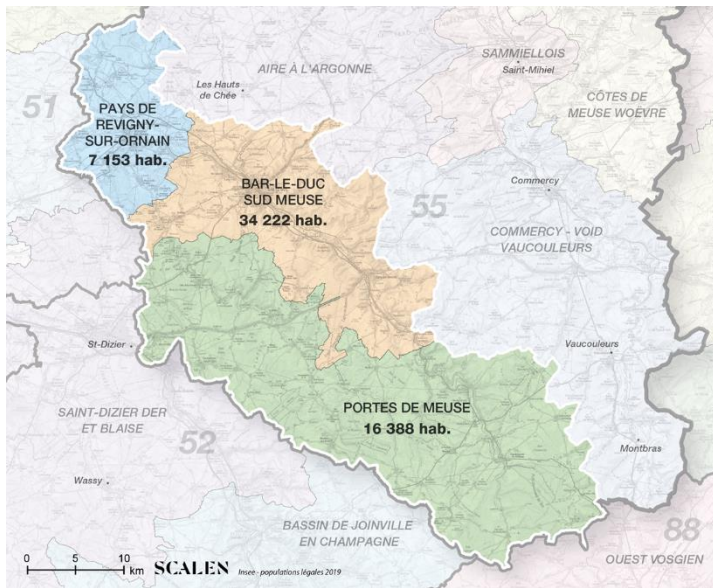 SAMMIELLOIS
Saint-Mihiel
AIRE À L'ARGONNE
Les Hauts
de Chée
51
PAYS DE
REVIGNY-
SUR-ORNAIN
7 153 hab.
CÔTES DE
MEUSE WOËVRE
BAR-LE-DUC
SUD MEUSE
34 222 hab.
Commercy
55
COMMERCY - VOID
VAUCOULEURS
St-Dizier
Vaucouleurs
PORTES DE MEUSE
16 388 hab.
SAINT-DIZIER DER
ET BLAISE
52
Montbras
Wassy
BASSIN DE JOINVILLE
EN CHAMPAGNE
88
OUEST VOSGIEN
0 5 10
km
SCALEN Insee - populations légales 2019